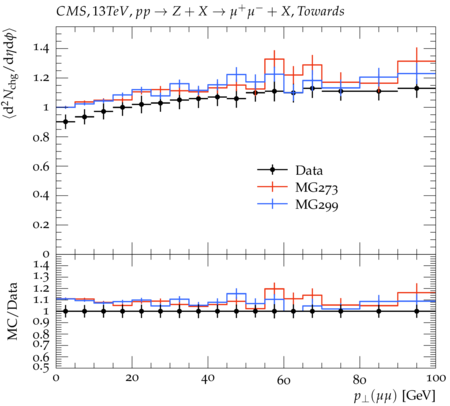 CMS, 13TeV, pp → Z + X → μ⁺μ⁻ + X, Towards
⟨d²N_chg/dηdϕ⟩
1.4
1.2
1
0.8
0.6
0.4
0.2
0
Data
MG273
MG299
MC/Data
1.4
1.3
1.2
1.1
1.0
0.9
0.8
0.7
0.6
0.5
0 20 40 60 80 100
p⊥(μμ) [GeV]